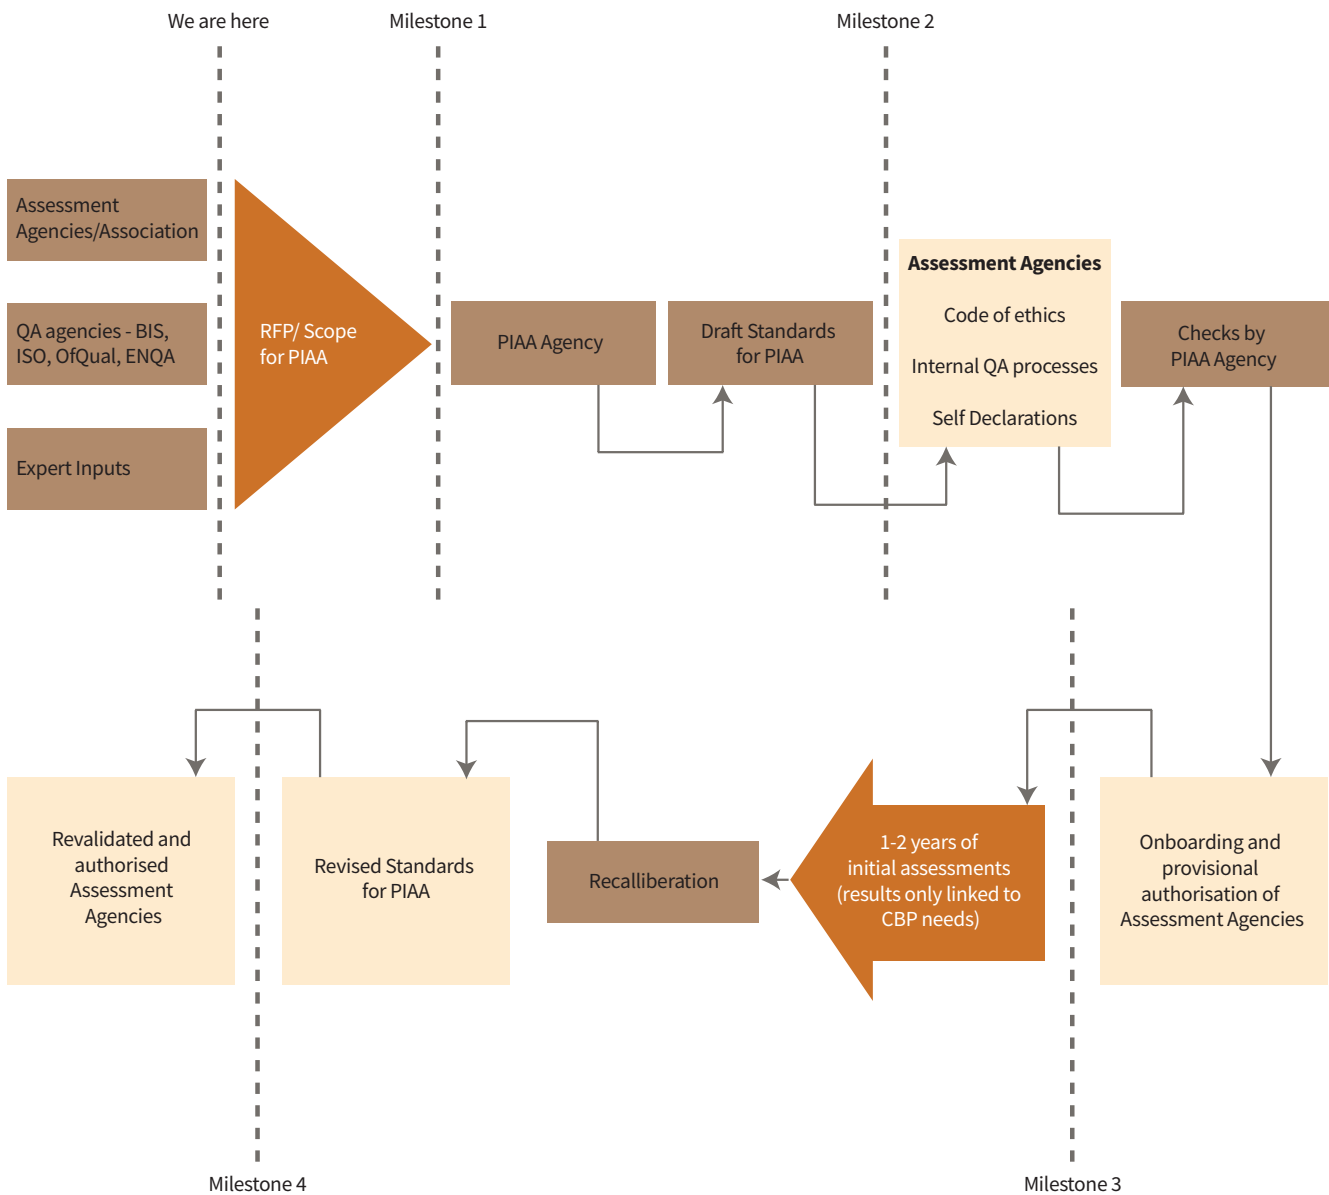 We are here
Milestone 1
Milestone 2
Assessment
Agencies/Association
QA agencies - BIS,
ISO, OfQual, ENQA
Expert Inputs
RFP/ Scope
for PIAA
PIAA Agency
Draft Standards
for PIAA
Assessment Agencies
Code of ethics
Internal QA processes
Self Declarations
Checks by
PIAA Agency
Onboarding and
provisional
authorisation of
Assessment Agencies
1-2 years of
initial assessments
(results only linked to
CBP needs)
Recalliberation
Revised Standards
for PIAA
Revalidated and
authorised
Assessment
Agencies
Milestone 4
Milestone 3